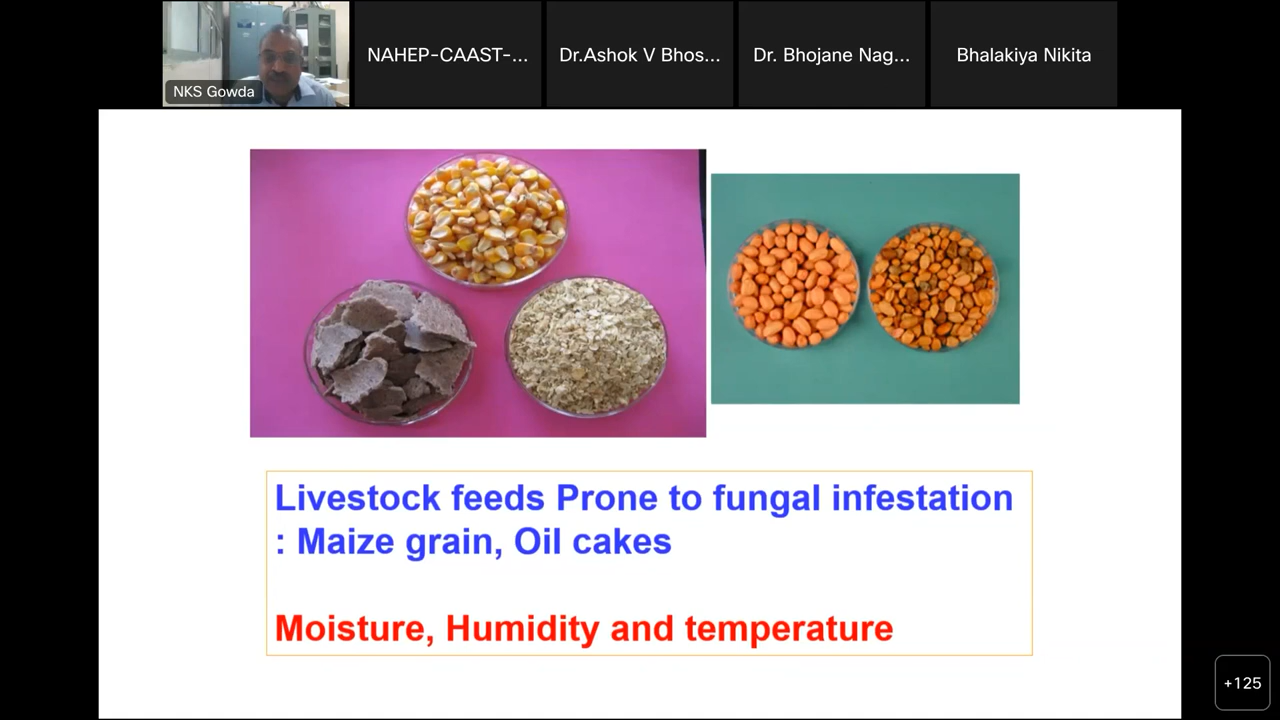 NKS Gowda
NAHEP-CAAST-...
Dr.Ashok V Bhos...
Dr. Bhojane Nag...
Bhalakiya Nikita
Livestock feeds Prone to fungal infestation
: Maize grain, Oil cakes
Moisture, Humidity and temperature
+125